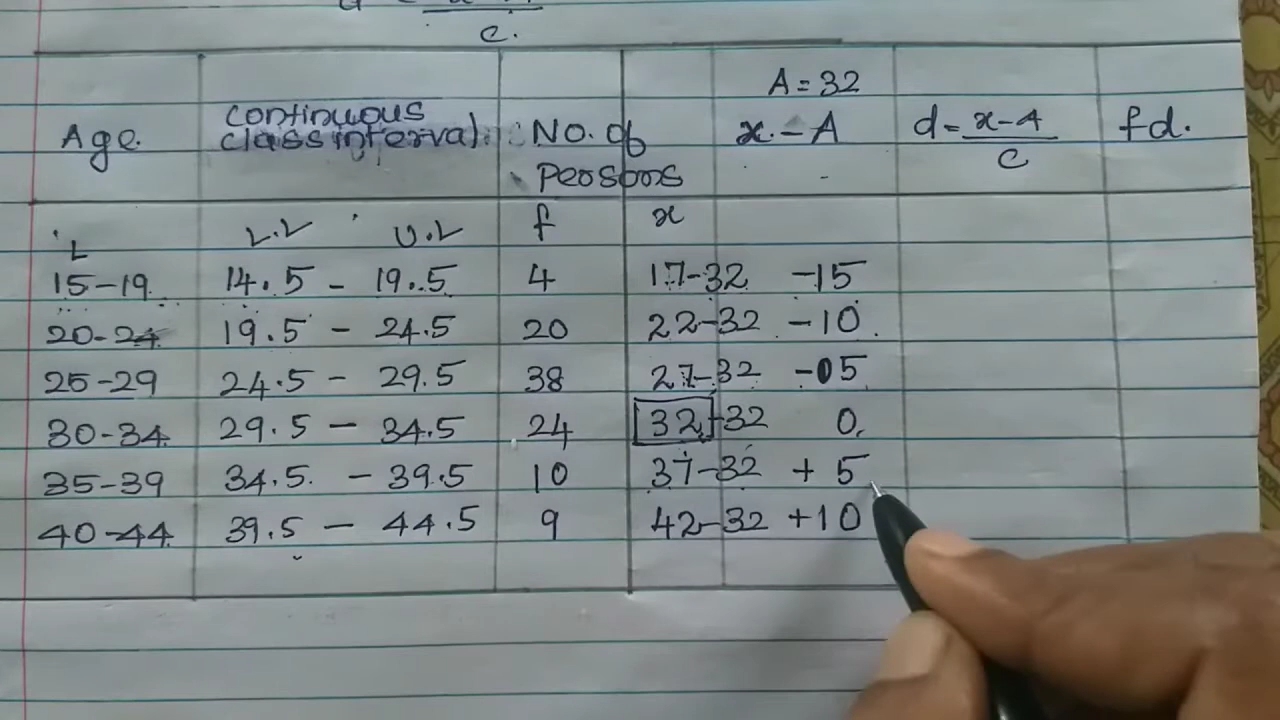 c.
A = 32
Age. continuous class interval No. of Persons x - A d = x-A / c fd.
L L.L U.L f x
15-19 14.5 - 19.5 4 17-32 -15
20-24 19.5 - 24.5 20 22-32 -10
25-29 24.5 - 29.5 38 27-32 -05
30-34 29.5 - 34.5 24 32-32 0
35-39 34.5 - 39.5 10 37-32 +5
40-44 39.5 - 44.5 9 42-32 +10